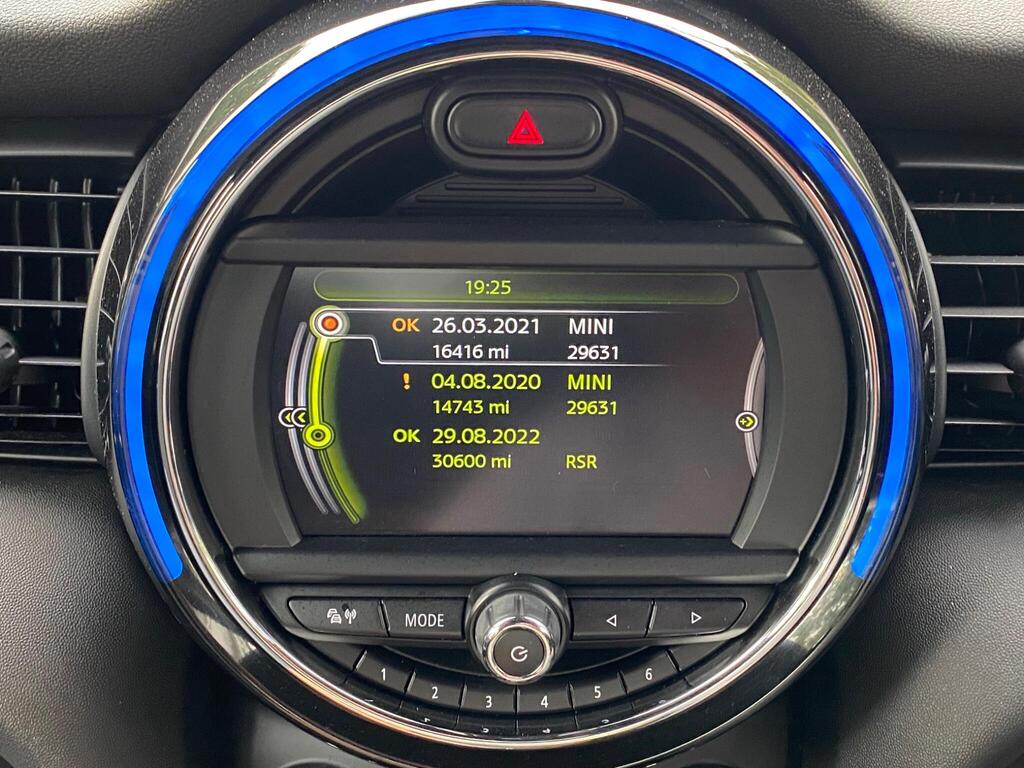 19:25
OK 26.03.2021 MINI
16416 mi 29631
! 04.08.2020 MINI
14743 mi 29631
OK 29.08.2022
30600 mi RSR
MODE
1 2 3 4 5 6